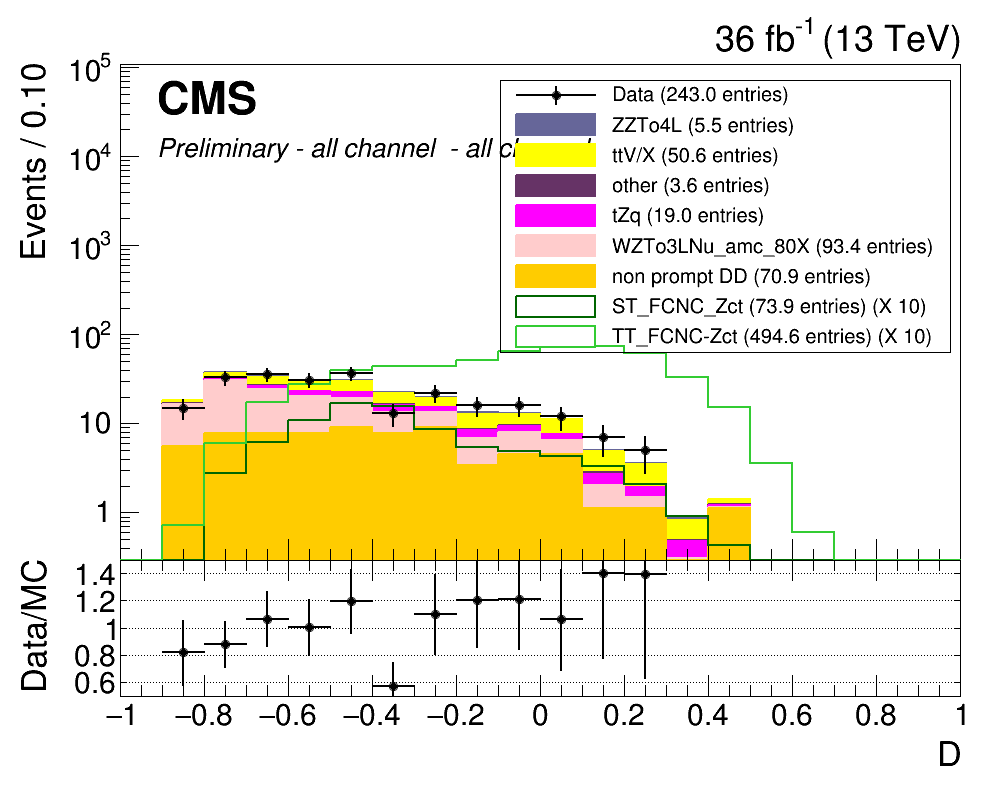 36 fb-1 (13 TeV)
CMS
Preliminary - all channel - all c
Data (243.0 entries)
ZZTo4L (5.5 entries)
ttV/X (50.6 entries)
other (3.6 entries)
tZq (19.0 entries)
WZTo3LNu_amc_80X (93.4 entries)
non prompt DD (70.9 entries)
ST_FCNC_Zct (73.9 entries) (X 10)
TT_FCNC-Zct (494.6 entries) (X 10)
Events / 0.10
10^5
10^4
10^3
10^2
10
1
Data/MC
1.4
1.2
1
0.8
0.6
−1 −0.8 −0.6 −0.4 −0.2 0 0.2 0.4 0.6 0.8 1
D